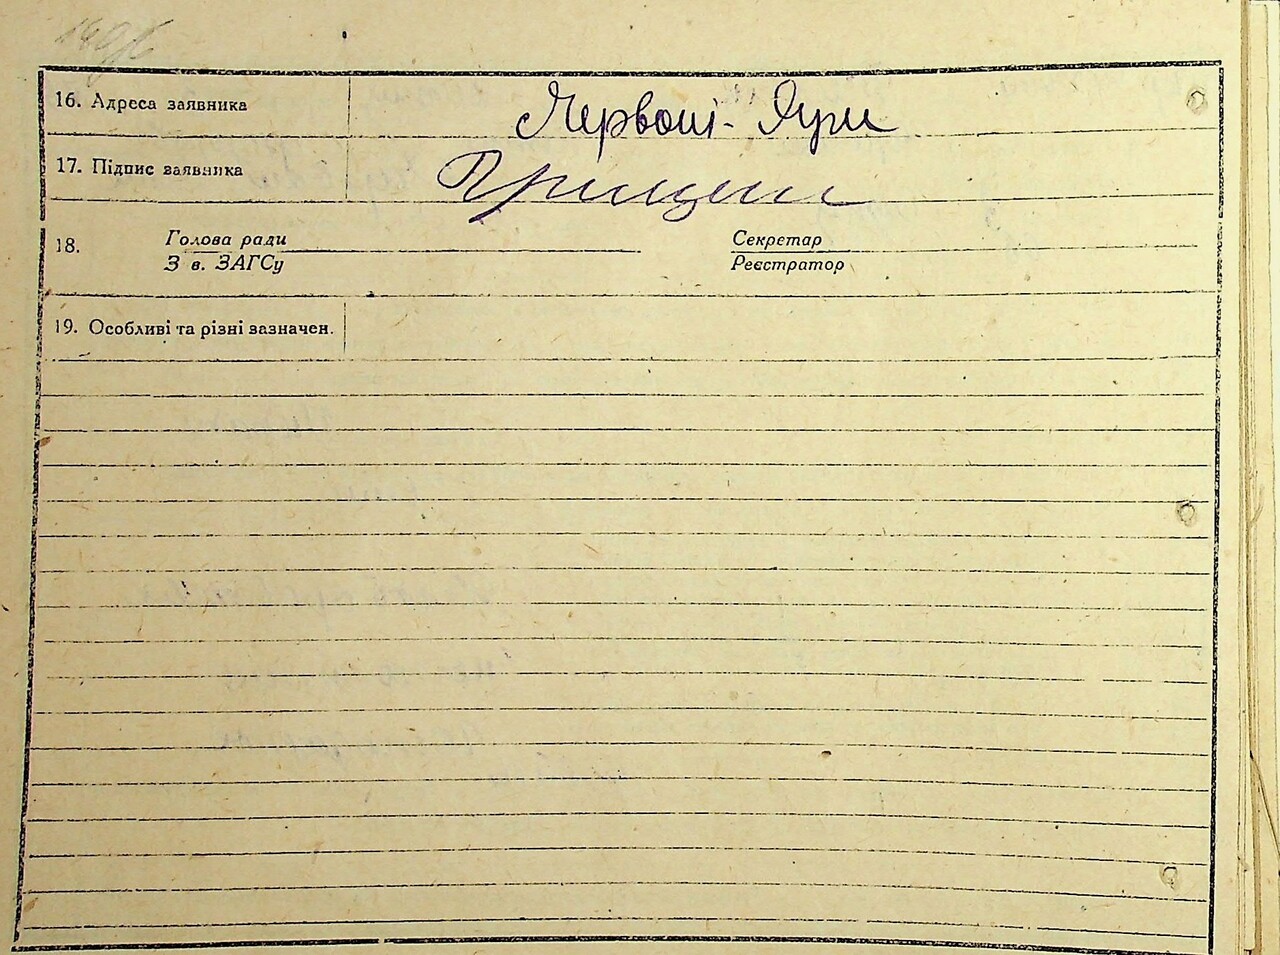 16. Адреса заявника Червоні-Яри
17. Підпис заявника Грищен
18. Голова ради Секретар
З в. ЗАГСу Реєстратор
19. Особливі та різні зазначен.